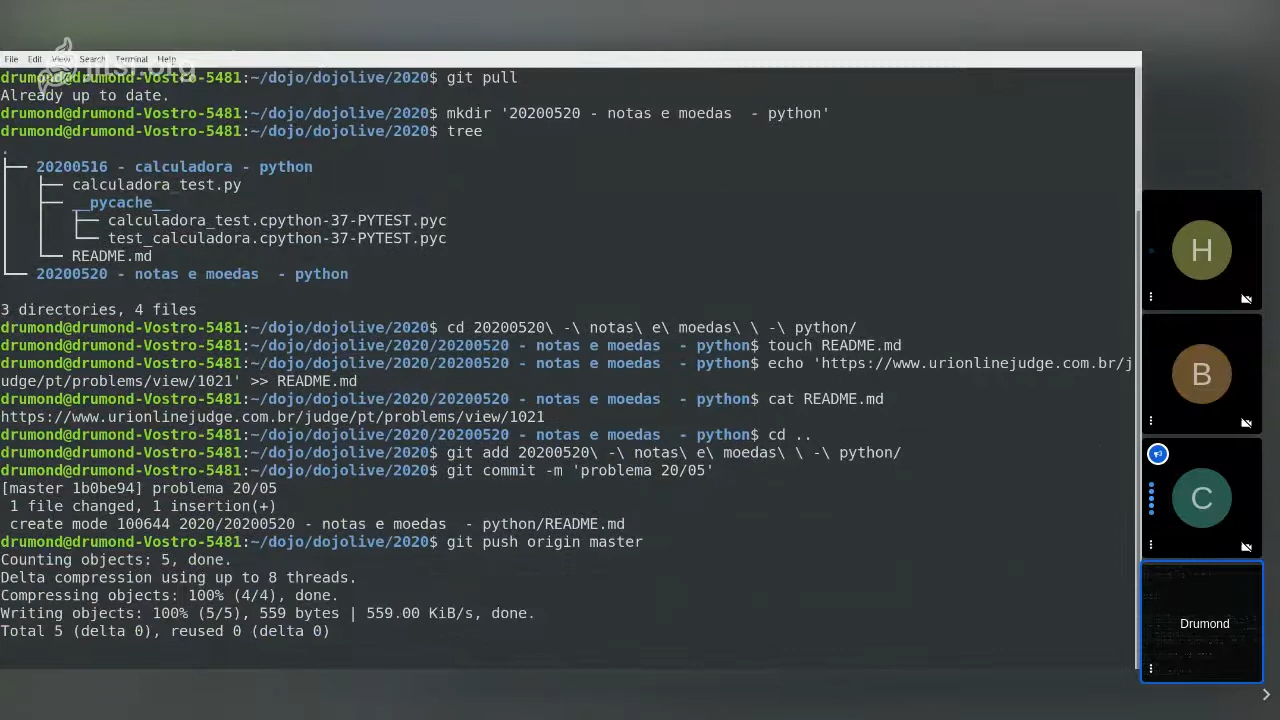 jitsi.org
File Edit View Search Terminal Help
drumond@drumond-Vostro-5481:~/dojo/dojolive/2020$ git pull
Already up to date.
drumond@drumond-Vostro-5481:~/dojo/dojolive/2020$ mkdir '20200520 - notas e moedas  - python'
drumond@drumond-Vostro-5481:~/dojo/dojolive/2020$ tree
.
├── 20200516 - calculadora - python
│   ├── calculadora_test.py
│   ├── __pycache__
│   │   ├── calculadora_test.cpython-37-PYTEST.pyc
│   │   └── test_calculadora.cpython-37-PYTEST.pyc
│   └── README.md
└── 20200520 - notas e moedas  - python
3 directories, 4 files
drumond@drumond-Vostro-5481:~/dojo/dojolive/2020$ cd 20200520\ -\ notas\ e\ moedas\ \ -\ python/
drumond@drumond-Vostro-5481:~/dojo/dojolive/2020/20200520 - notas e moedas  - python$ touch README.md
drumond@drumond-Vostro-5481:~/dojo/dojolive/2020/20200520 - notas e moedas  - python$ echo 'https://www.urionlinejudge.com.br/j
udge/pt/problems/view/1021' >> README.md
drumond@drumond-Vostro-5481:~/dojo/dojolive/2020/20200520 - notas e moedas  - python$ cat README.md
https://www.urionlinejudge.com.br/judge/pt/problems/view/1021
drumond@drumond-Vostro-5481:~/dojo/dojolive/2020/20200520 - notas e moedas  - python$ cd ..
drumond@drumond-Vostro-5481:~/dojo/dojolive/2020$ git add 20200520\ -\ notas\ e\ moedas\ \ -\ python/
drumond@drumond-Vostro-5481:~/dojo/dojolive/2020$ git commit -m 'problema 20/05'
[master 1b0be94] problema 20/05
 1 file changed, 1 insertion(+)
 create mode 100644 2020/20200520 - notas e moedas  - python/README.md
drumond@drumond-Vostro-5481:~/dojo/dojolive/2020$ git push origin master
Counting objects: 5, done.
Delta compression using up to 8 threads.
Compressing objects: 100% (4/4), done.
Writing objects: 100% (5/5), 559 bytes | 559.00 KiB/s, done.
Total 5 (delta 0), reused 0 (delta 0)
H
B
C
Drumond